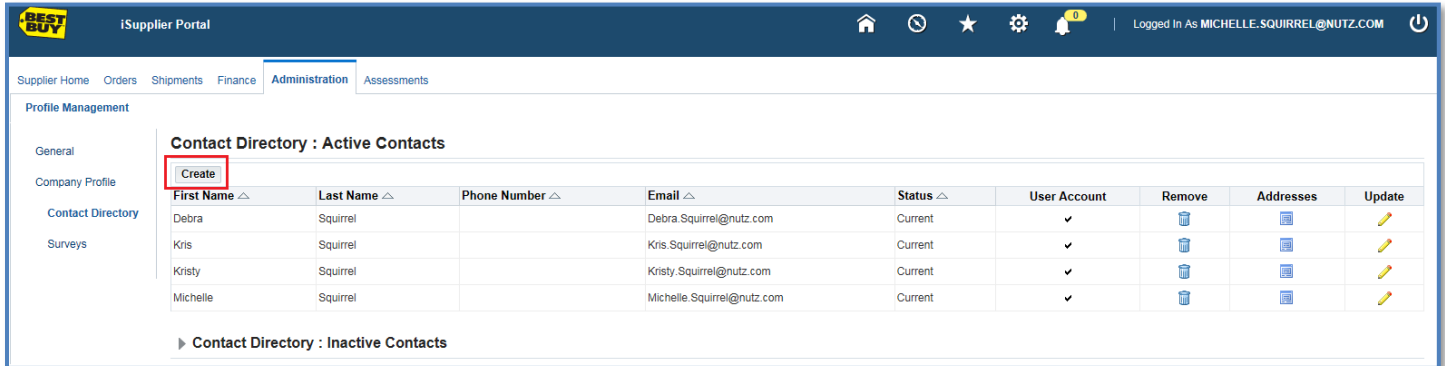 BEST
BUY
iSupplier Portal
0
Logged In As MICHELLE.SQUIRREL@NUTZ.COM
Supplier Home Orders Shipments Finance Administration Assessments
Profile Management
General
Company Profile
Contact Directory
Surveys
Contact Directory : Active Contacts
Create
First Name Last Name Phone Number Email Status User Account Remove Addresses Update
Debra Squirrel Debra.Squirrel@nutz.com Current
Kris Squirrel Kris.Squirrel@nutz.com Current
Kristy Squirrel Kristy.Squirrel@nutz.com Current
Michelle Squirrel Michelle.Squirrel@nutz.com Current
Contact Directory : Inactive Contacts